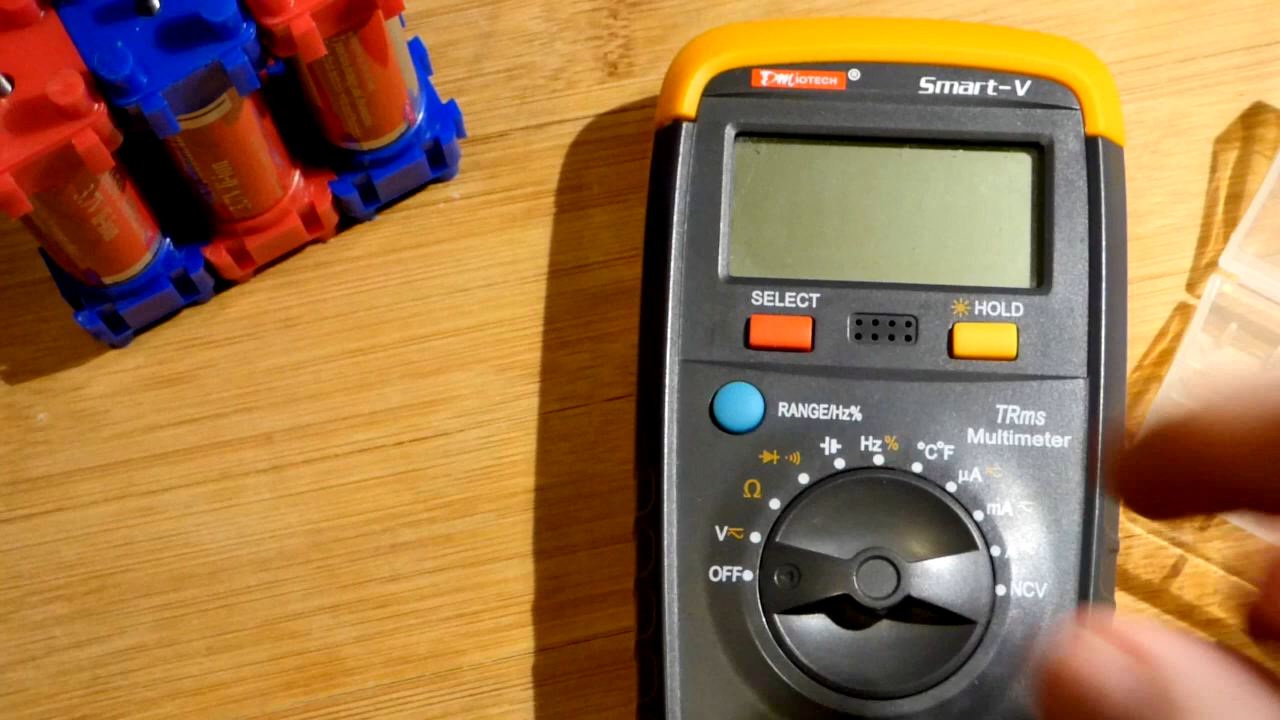 DMiOTECH®
Smart-V
SELECT
HOLD
RANGE/Hz%
TRms
Multimeter
Hz%
°C°F
µA
mA
Ω
V
OFF
NCV